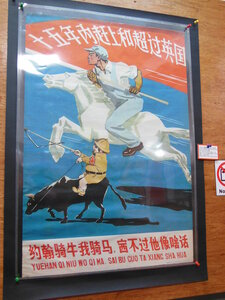 十五年内赶上和超过英国
约翰骑牛我骑马, 赛不过他像啥话
YUEHAN QI NIU WO QI MA, SAI BU GUO TA XIANG SHA HUA
No